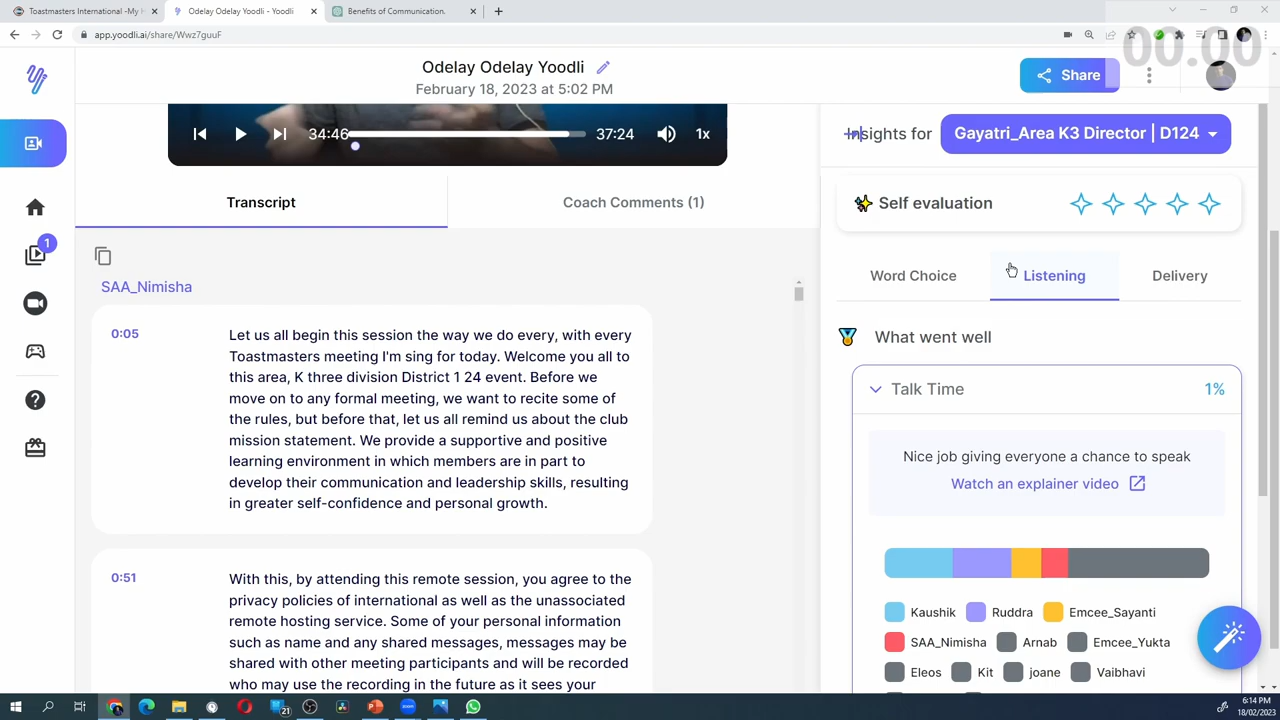 Toastmasters International -My H
Odelay Odelay Yoodli - Yoodli
Benefits of Communication.
app.yoodli.ai/share/Wwz7guuF
00.00
Odelay Odelay Yoodli
February 18, 2023 at 5:02 PM
Share
34:46
37:24
1x
Insights for
Gayatri_Area K3 Director | D124
Transcript
Coach Comments (1)
Self evaluation
1
Word Choice
Listening
Delivery
SAA_Nimisha
0:05
Let us all begin this session the way we do every, with every
Toastmasters meeting I'm sing for today. Welcome you all to
this area, K three division District 1 24 event. Before we
move on to any formal meeting, we want to recite some of
the rules, but before that, let us all remind us about the club
mission statement. We provide a supportive and positive
learning environment in which members are in part to
develop their communication and leadership skills, resulting
in greater self-confidence and personal growth.
0:51
With this, by attending this remote session, you agree to the
privacy policies of international as well as the unassociated
remote hosting service. Some of your personal information
such as name and any shared messages, messages may be
shared with other meeting participants and will be recorded
who may use the recording in the future as it sees your
What went well
Talk Time
1%
Nice job giving everyone a chance to speak
Watch an explainer video
Kaushik
Ruddra
Emcee_Sayanti
SAA_Nimisha
Arnab
Emcee_Yukta
Eleos
Kit
joane
Vaibhavi
6:14 PM
18/02/2023